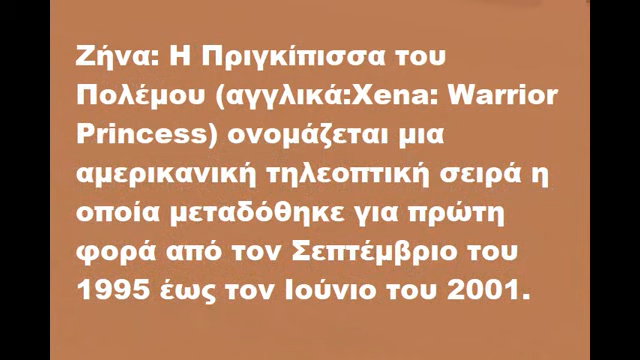 Ζήνα: Η Πριγκίπισσα του
Πολέμου (αγγλικά:Xena: Warrior
Princess) ονομάζεται μια
αμερικανική τηλεοπτική σειρά η
οποία μεταδόθηκε για πρώτη
φορά από τον Σεπτέμβριο του
1995 έως τον Ιούνιο του 2001.